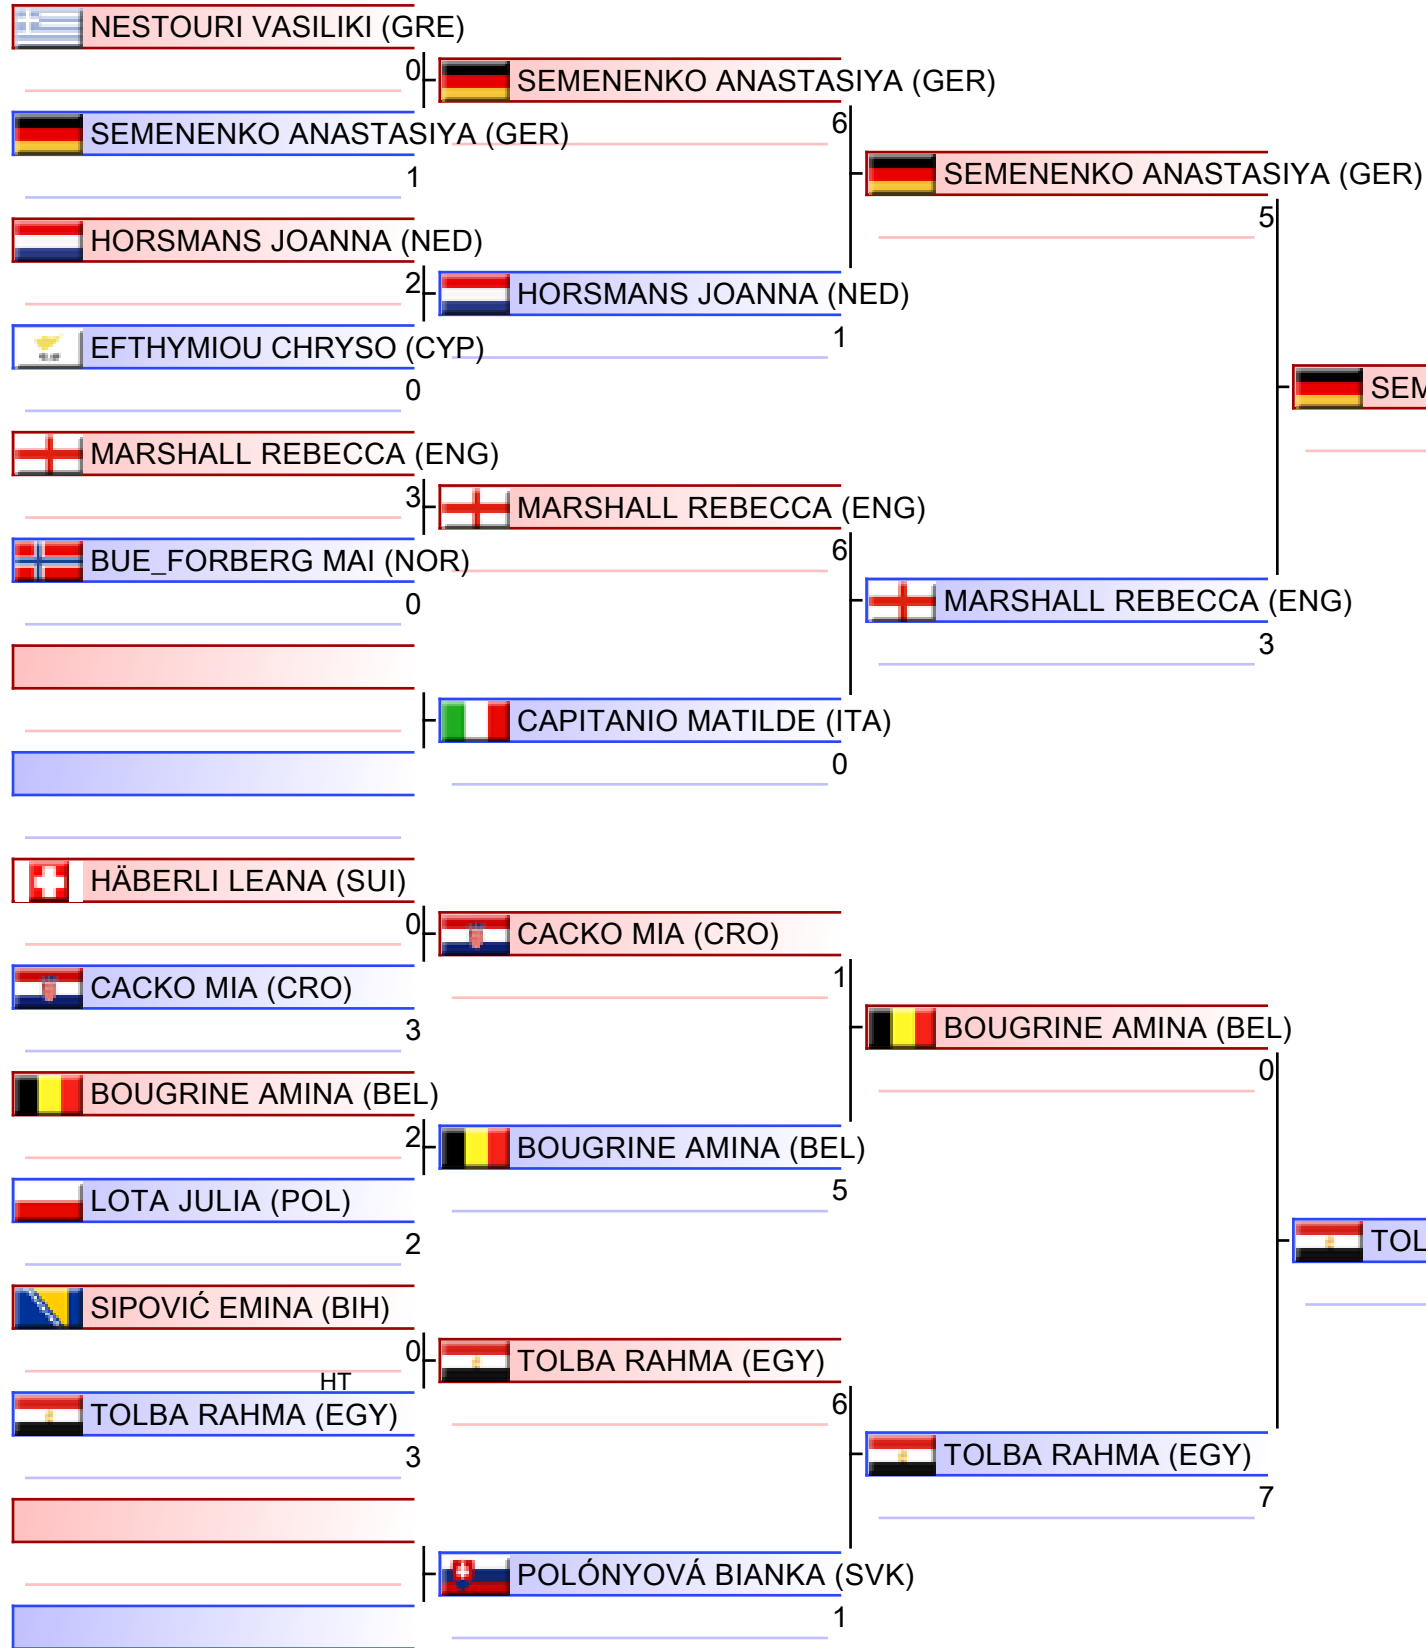 NESTOURI VASILIKI (GRE)
0
SEMENENKO ANASTASIYA (GER)
1
HORSMANS JOANNA (NED)
2
EFTHYMIOU CHRYSO (CYP)
0
MARSHALL REBECCA (ENG)
3
BUE_FORBERG MAI (NOR)
0
HÄBERLI LEANA (SUI)
0
CACKO MIA (CRO)
3
BOUGRINE AMINA (BEL)
2
LOTA JULIA (POL)
2
SIPOVIĆ EMINA (BIH)
0
HT
TOLBA RAHMA (EGY)
3
SEMENENKO ANASTASIYA (GER)
6
HORSMANS JOANNA (NED)
1
MARSHALL REBECCA (ENG)
6
CAPITANIO MATILDE (ITA)
0
CACKO MIA (CRO)
1
BOUGRINE AMINA (BEL)
5
TOLBA RAHMA (EGY)
6
POLÓNYOVÁ BIANKA (SVK)
1
SEMENENKO ANASTASIYA (GER)
5
MARSHALL REBECCA (ENG)
3
BOUGRINE AMINA (BEL)
0
TOLBA RAHMA (EGY)
7
SEM
TOL